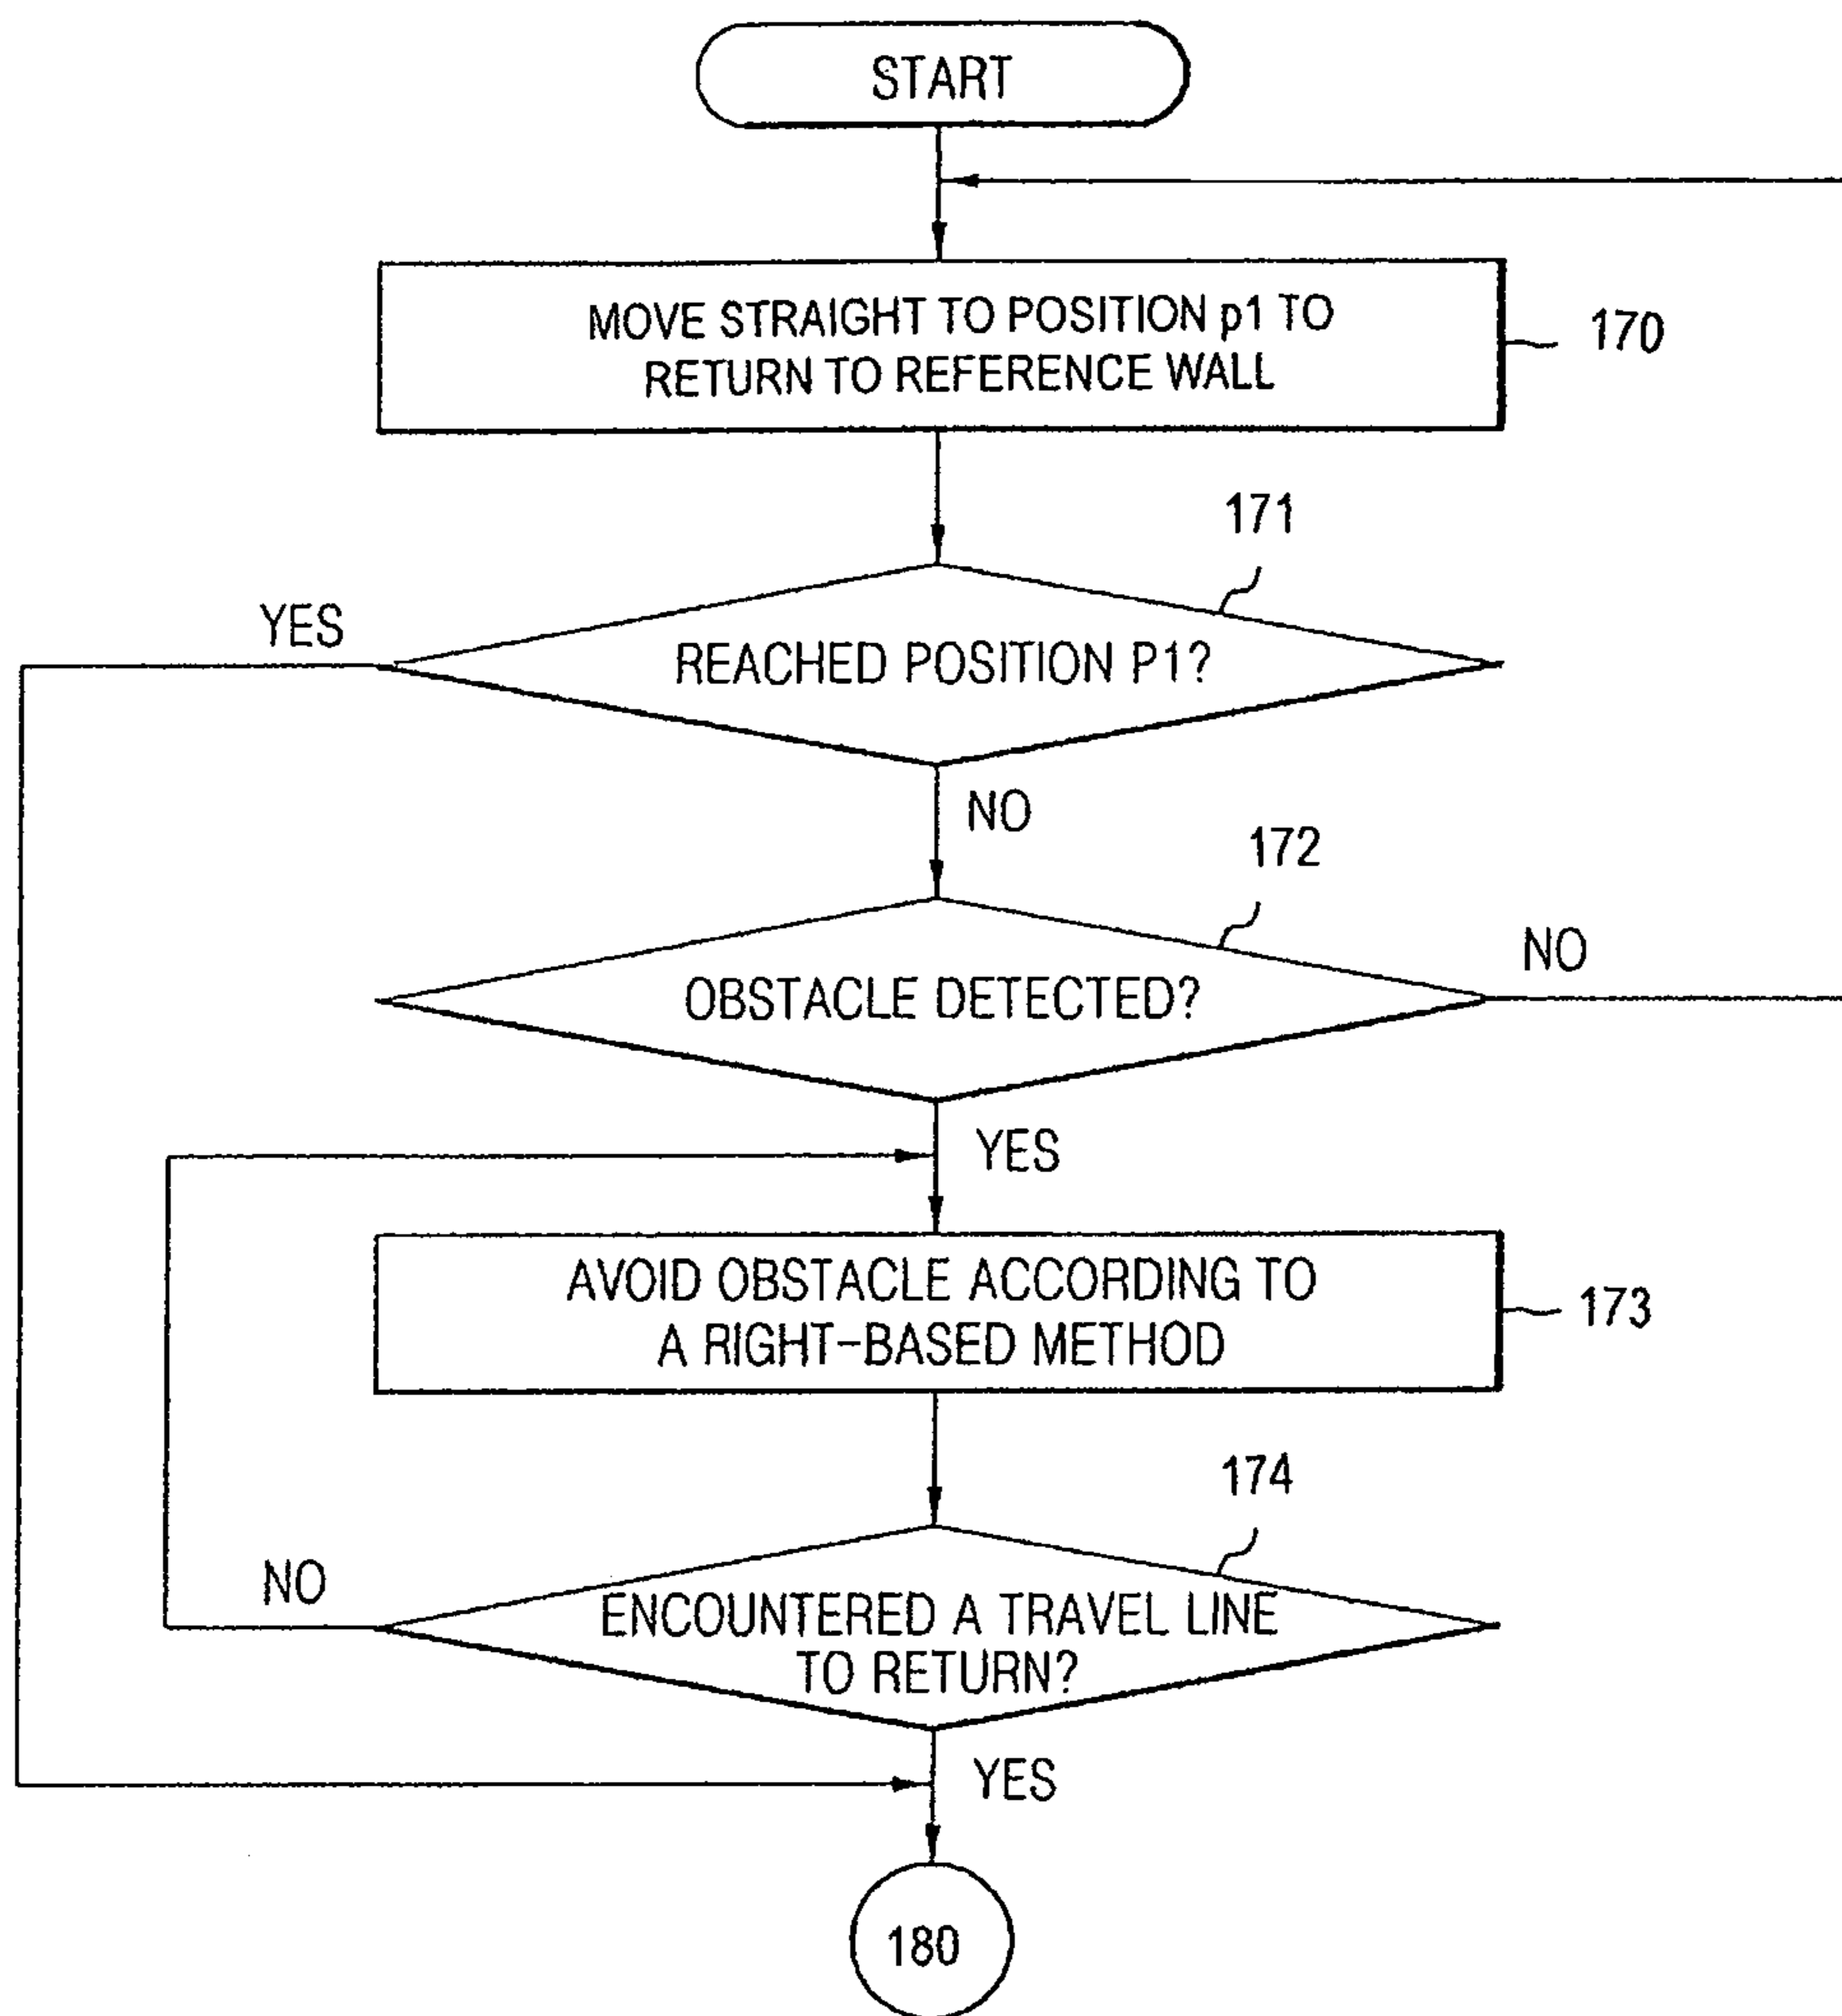 START
MOVE STRAIGHT TO POSITION p1 TO
RETURN TO REFERENCE WALL
170
171
YES
REACHED POSITION P1?
NO
172
NO
OBSTACLE DETECTED?
YES
AVOID OBSTACLE ACCORDING TO
A RIGHT-BASED METHOD
173
174
NO
ENCOUNTERED A TRAVEL LINE
TO RETURN?
YES
180